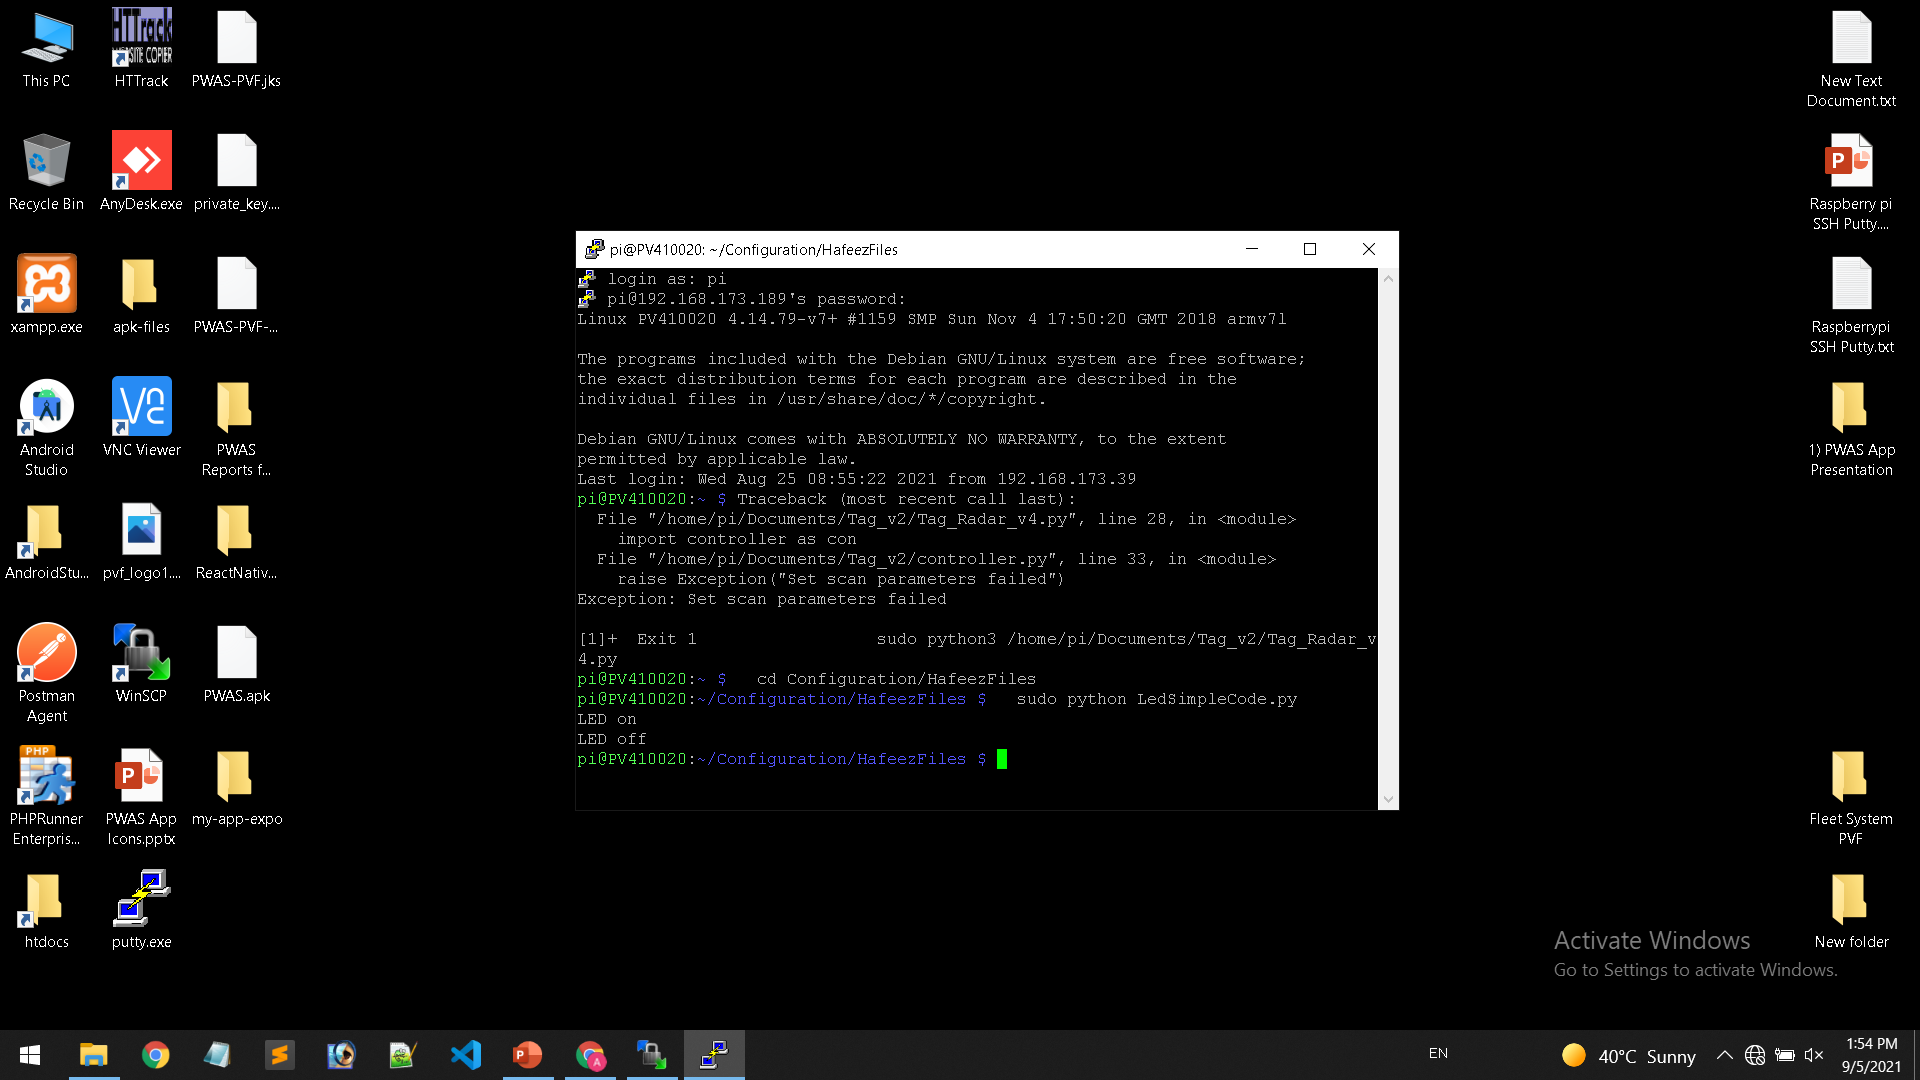 This PC
HTTrack
WEBSITE COPIER
HTTrack
PWAS-PVF.jks
Recycle Bin
AnyDesk.exe
private_key....
xampp.exe
apk-files
PWAS-PVF-...
Android
Studio
VNC Viewer
PWAS
Reports f...
AndroidStu...
pvf_logo1....
ReactNativ...
Postman
Agent
WinSCP
PWAS.apk
PHP
PHPRunner
Enterpris...
PWAS App
Icons.pptx
my-app-expo
htdocs
putty.exe
pi@PV410020: ~/Configuration/HafeezFiles
login as: pi
pi@192.168.173.189's password:
Linux PV410020 4.14.79-v7+ #1159 SMP Sun Nov 4 17:50:20 GMT 2018 armv7l
The programs included with the Debian GNU/Linux system are free software;
the exact distribution terms for each program are described in the
individual files in /usr/share/doc/*/copyright.
Debian GNU/Linux comes with ABSOLUTELY NO WARRANTY, to the extent
permitted by applicable law.
Last login: Wed Aug 25 08:55:22 2021 from 192.168.173.39
pi@PV410020:~ $ Traceback (most recent call last):
File "/home/pi/Documents/Tag_v2/Tag_Radar_v4.py", line 28, in <module>
import controller as con
File "/home/pi/Documents/Tag_v2/controller.py", line 33, in <module>
raise Exception("Set scan parameters failed")
Exception: Set scan parameters failed
[1]+  Exit 1                  sudo python3 /home/pi/Documents/Tag_v2/Tag_Radar_v
4.py
pi@PV410020:~ $   cd Configuration/HafeezFiles
pi@PV410020:~/Configuration/HafeezFiles $   sudo python LedSimpleCode.py
LED on
LED off
pi@PV410020:~/Configuration/HafeezFiles $
New Text
Document.txt
Raspberry pi
SSH Putty....
Raspberrypi
SSH Putty.txt
1) PWAS App
Presentation
Fleet System
PVF
New folder
Activate Windows
Go to Settings to activate Windows.
EN
40°C Sunny
1:54 PM
9/5/2021